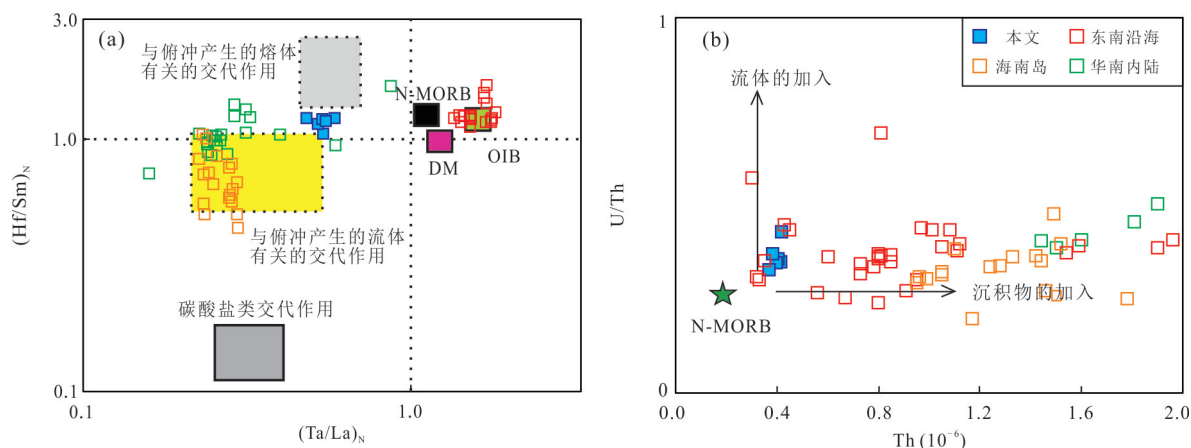 (a)
3.0
1.0
0.1
(Hf/Sm)N
与俯冲产生的熔体
有关的交代作用
N-MORB
DM
OIB
与俯冲产生的流体
有关的交代作用
碳酸盐类交代作用
0.1
1.0
(Ta/La)N
(b)
1
0
U/Th
本文
东南沿海
海南岛
华南内陆
流体的加入
沉积物的加入
N-MORB
0.0
0.4
0.8
1.2
1.6
2.0
Th (10⁻⁶)